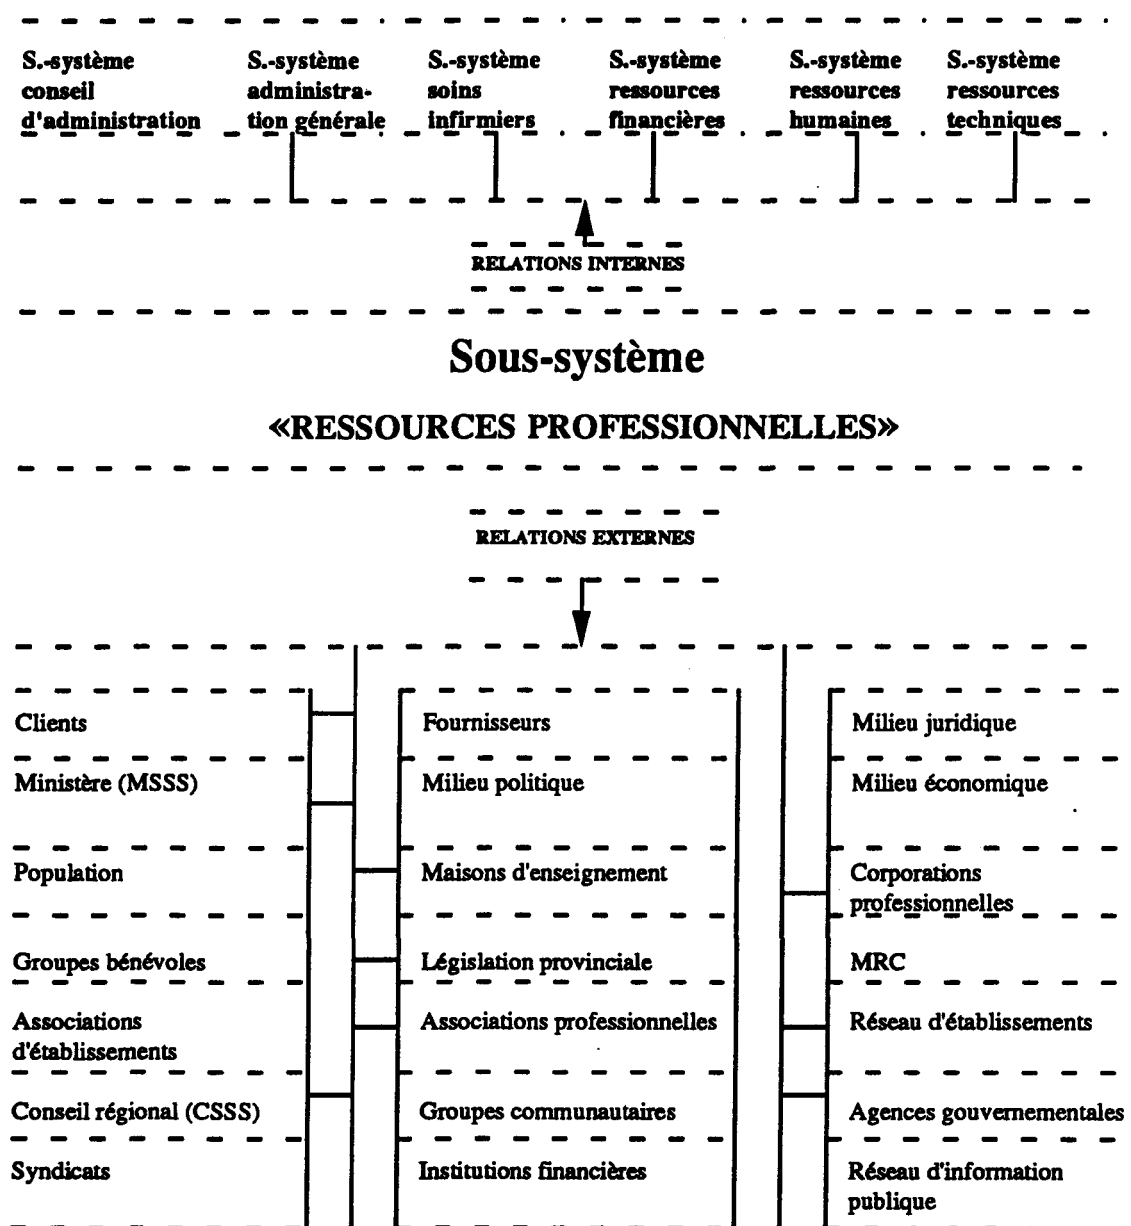 S.-système
conseil
d'administration
S.-système
administra-
tion générale
S.-système
soins
infirmiers
S.-système
ressources
financières
S.-système
ressources
humaines
S.-système
ressources
techniques
RELATIONS INTERNES
Sous-système
«RESSOURCES PROFESSIONNELLES»
RELATIONS EXTERNES
Clients
Ministère (MSSS)
Population
Groupes bénévoles
Associations
d'établissements
Conseil régional (CSSS)
Syndicats
Fournisseurs
Milieu politique
Maisons d'enseignement
Législation provinciale
Associations professionnelles
Groupes communautaires
Institutions financières
Milieu juridique
Milieu économique
Corporations
professionnelles
MRC
Réseau d'établissements
Agences gouvernementales
Réseau d'information
publique